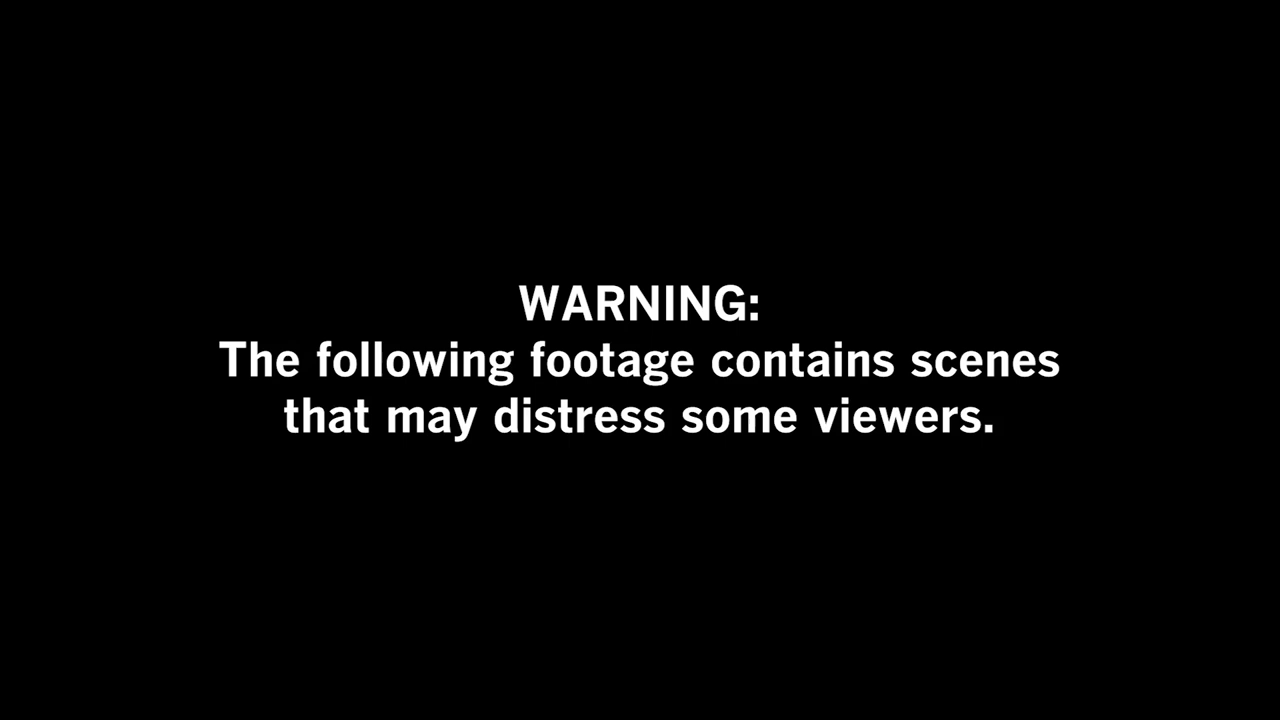 WARNING:
The following footage contains scenes
that may distress some viewers.